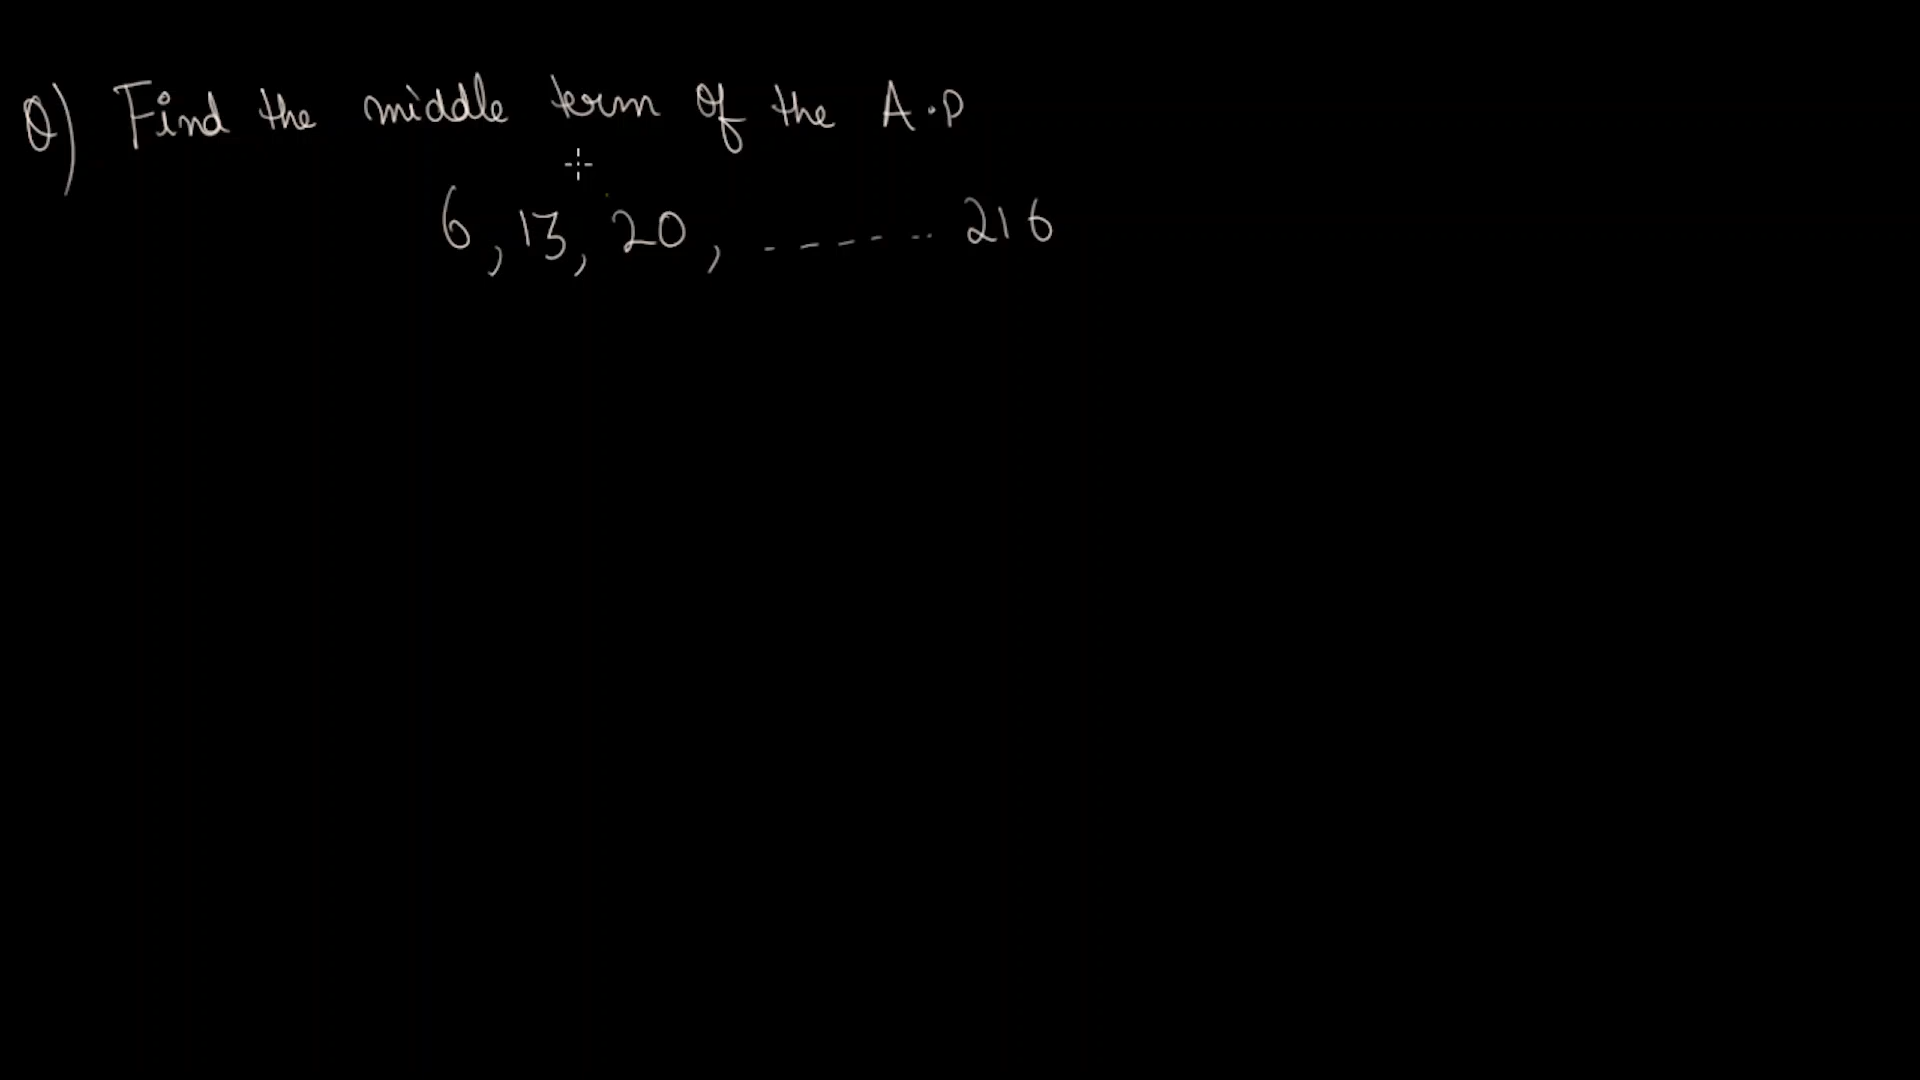 Q) Find the middle term of the A.P
6, 13, 20, ------.. 216